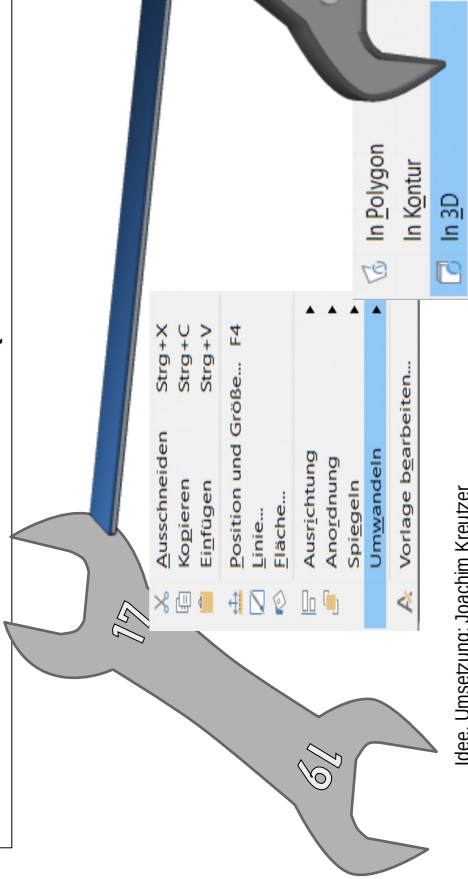 17
19
Ausschneiden Strg+X
Kopieren Strg+C
Einfügen Strg+V
Position und Größe... F4
Linie...
Fläche...
Ausrichtung
Anordnung
Spiegeln
Umwandeln
Vorlage bearbeiten...
In Polygon
In Kontur
In 3D
Idee, Umsetzung: Joachim Kreutzer